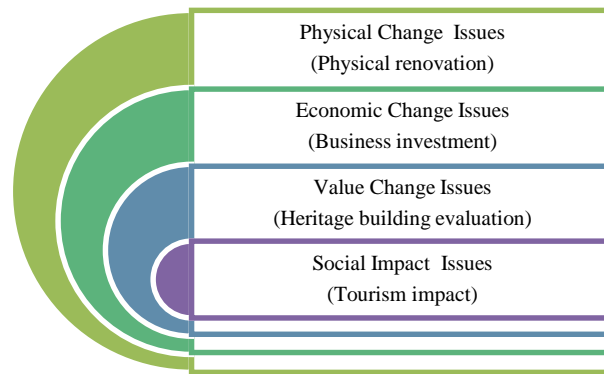 Physical Change Issues
(Physical renovation)
Economic Change Issues
(Business investment)
Value Change Issues
(Heritage building evaluation)
Social Impact Issues
(Tourism impact)